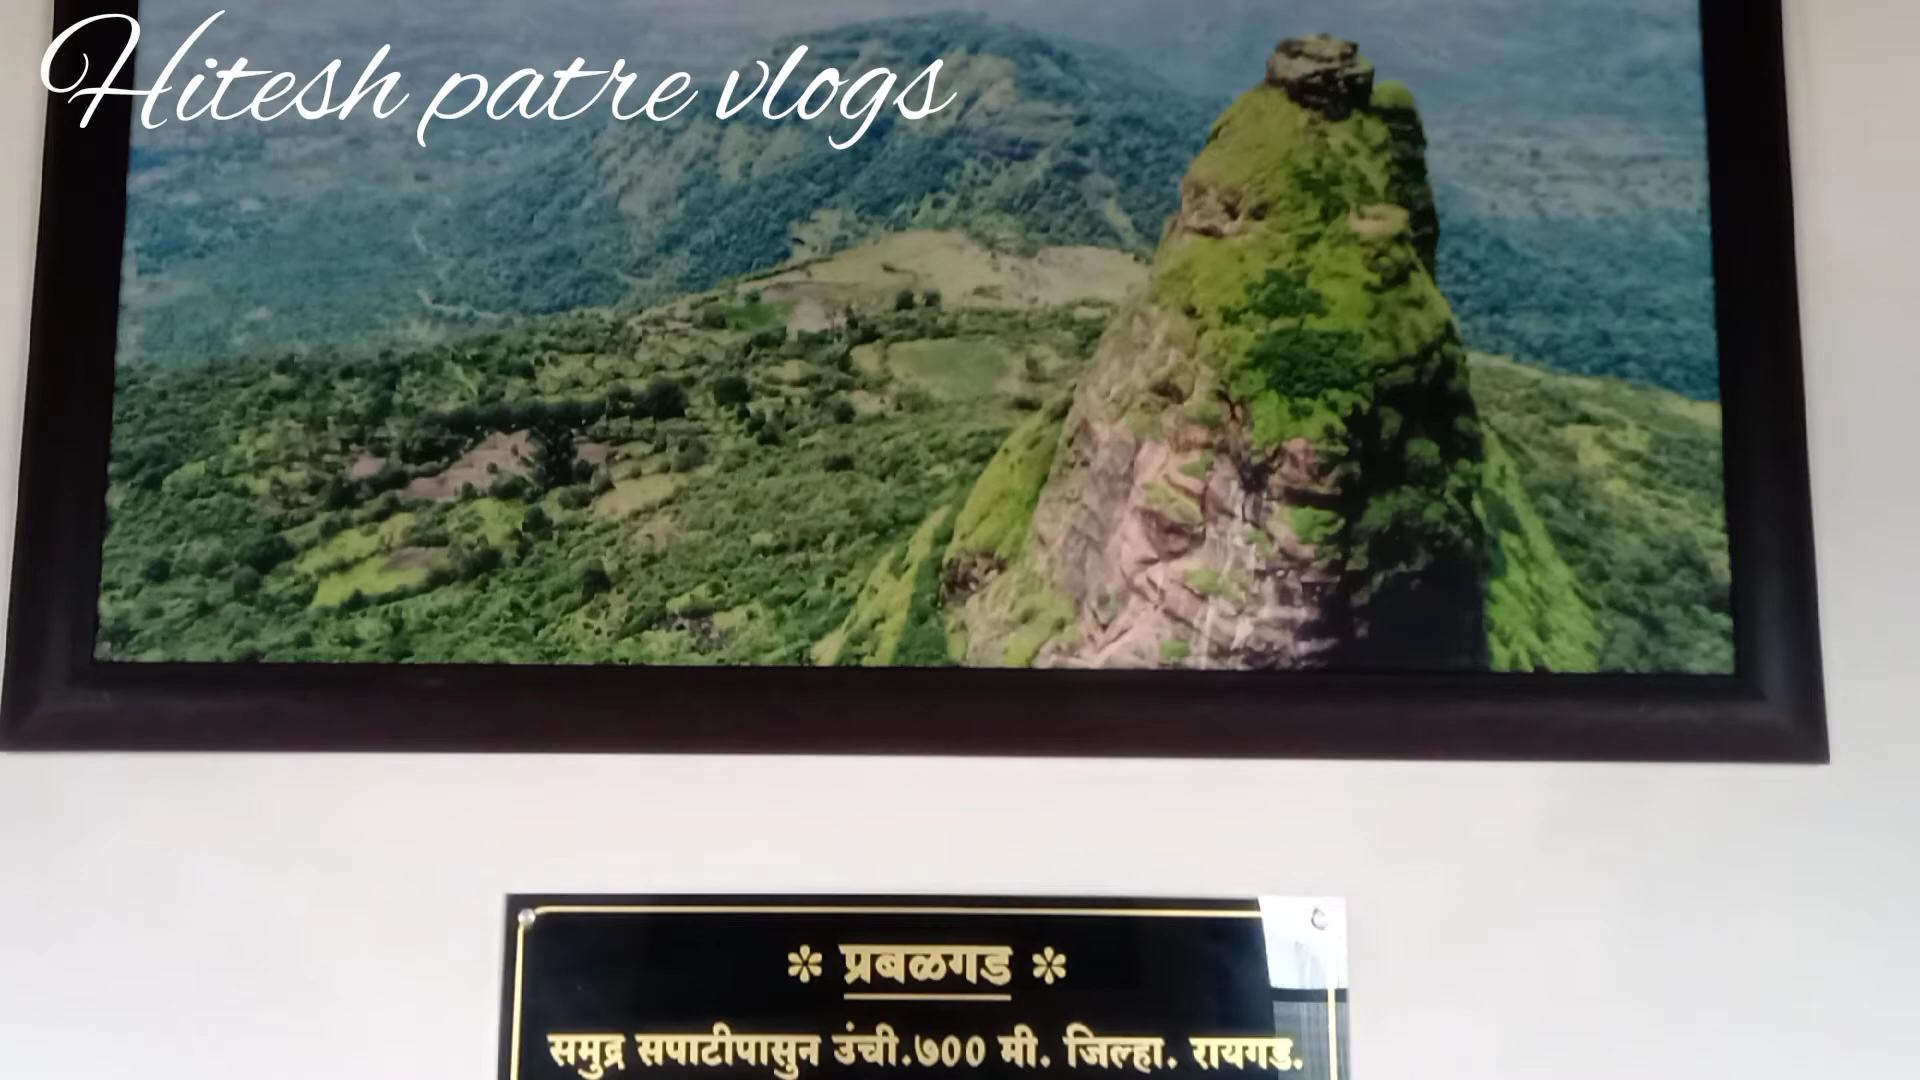 Hitesh patre vlogs
✽ प्रबळगड ✽
समुद्र सपाटीपासुन उंची.७०० मी. जिल्हा. रायगड.